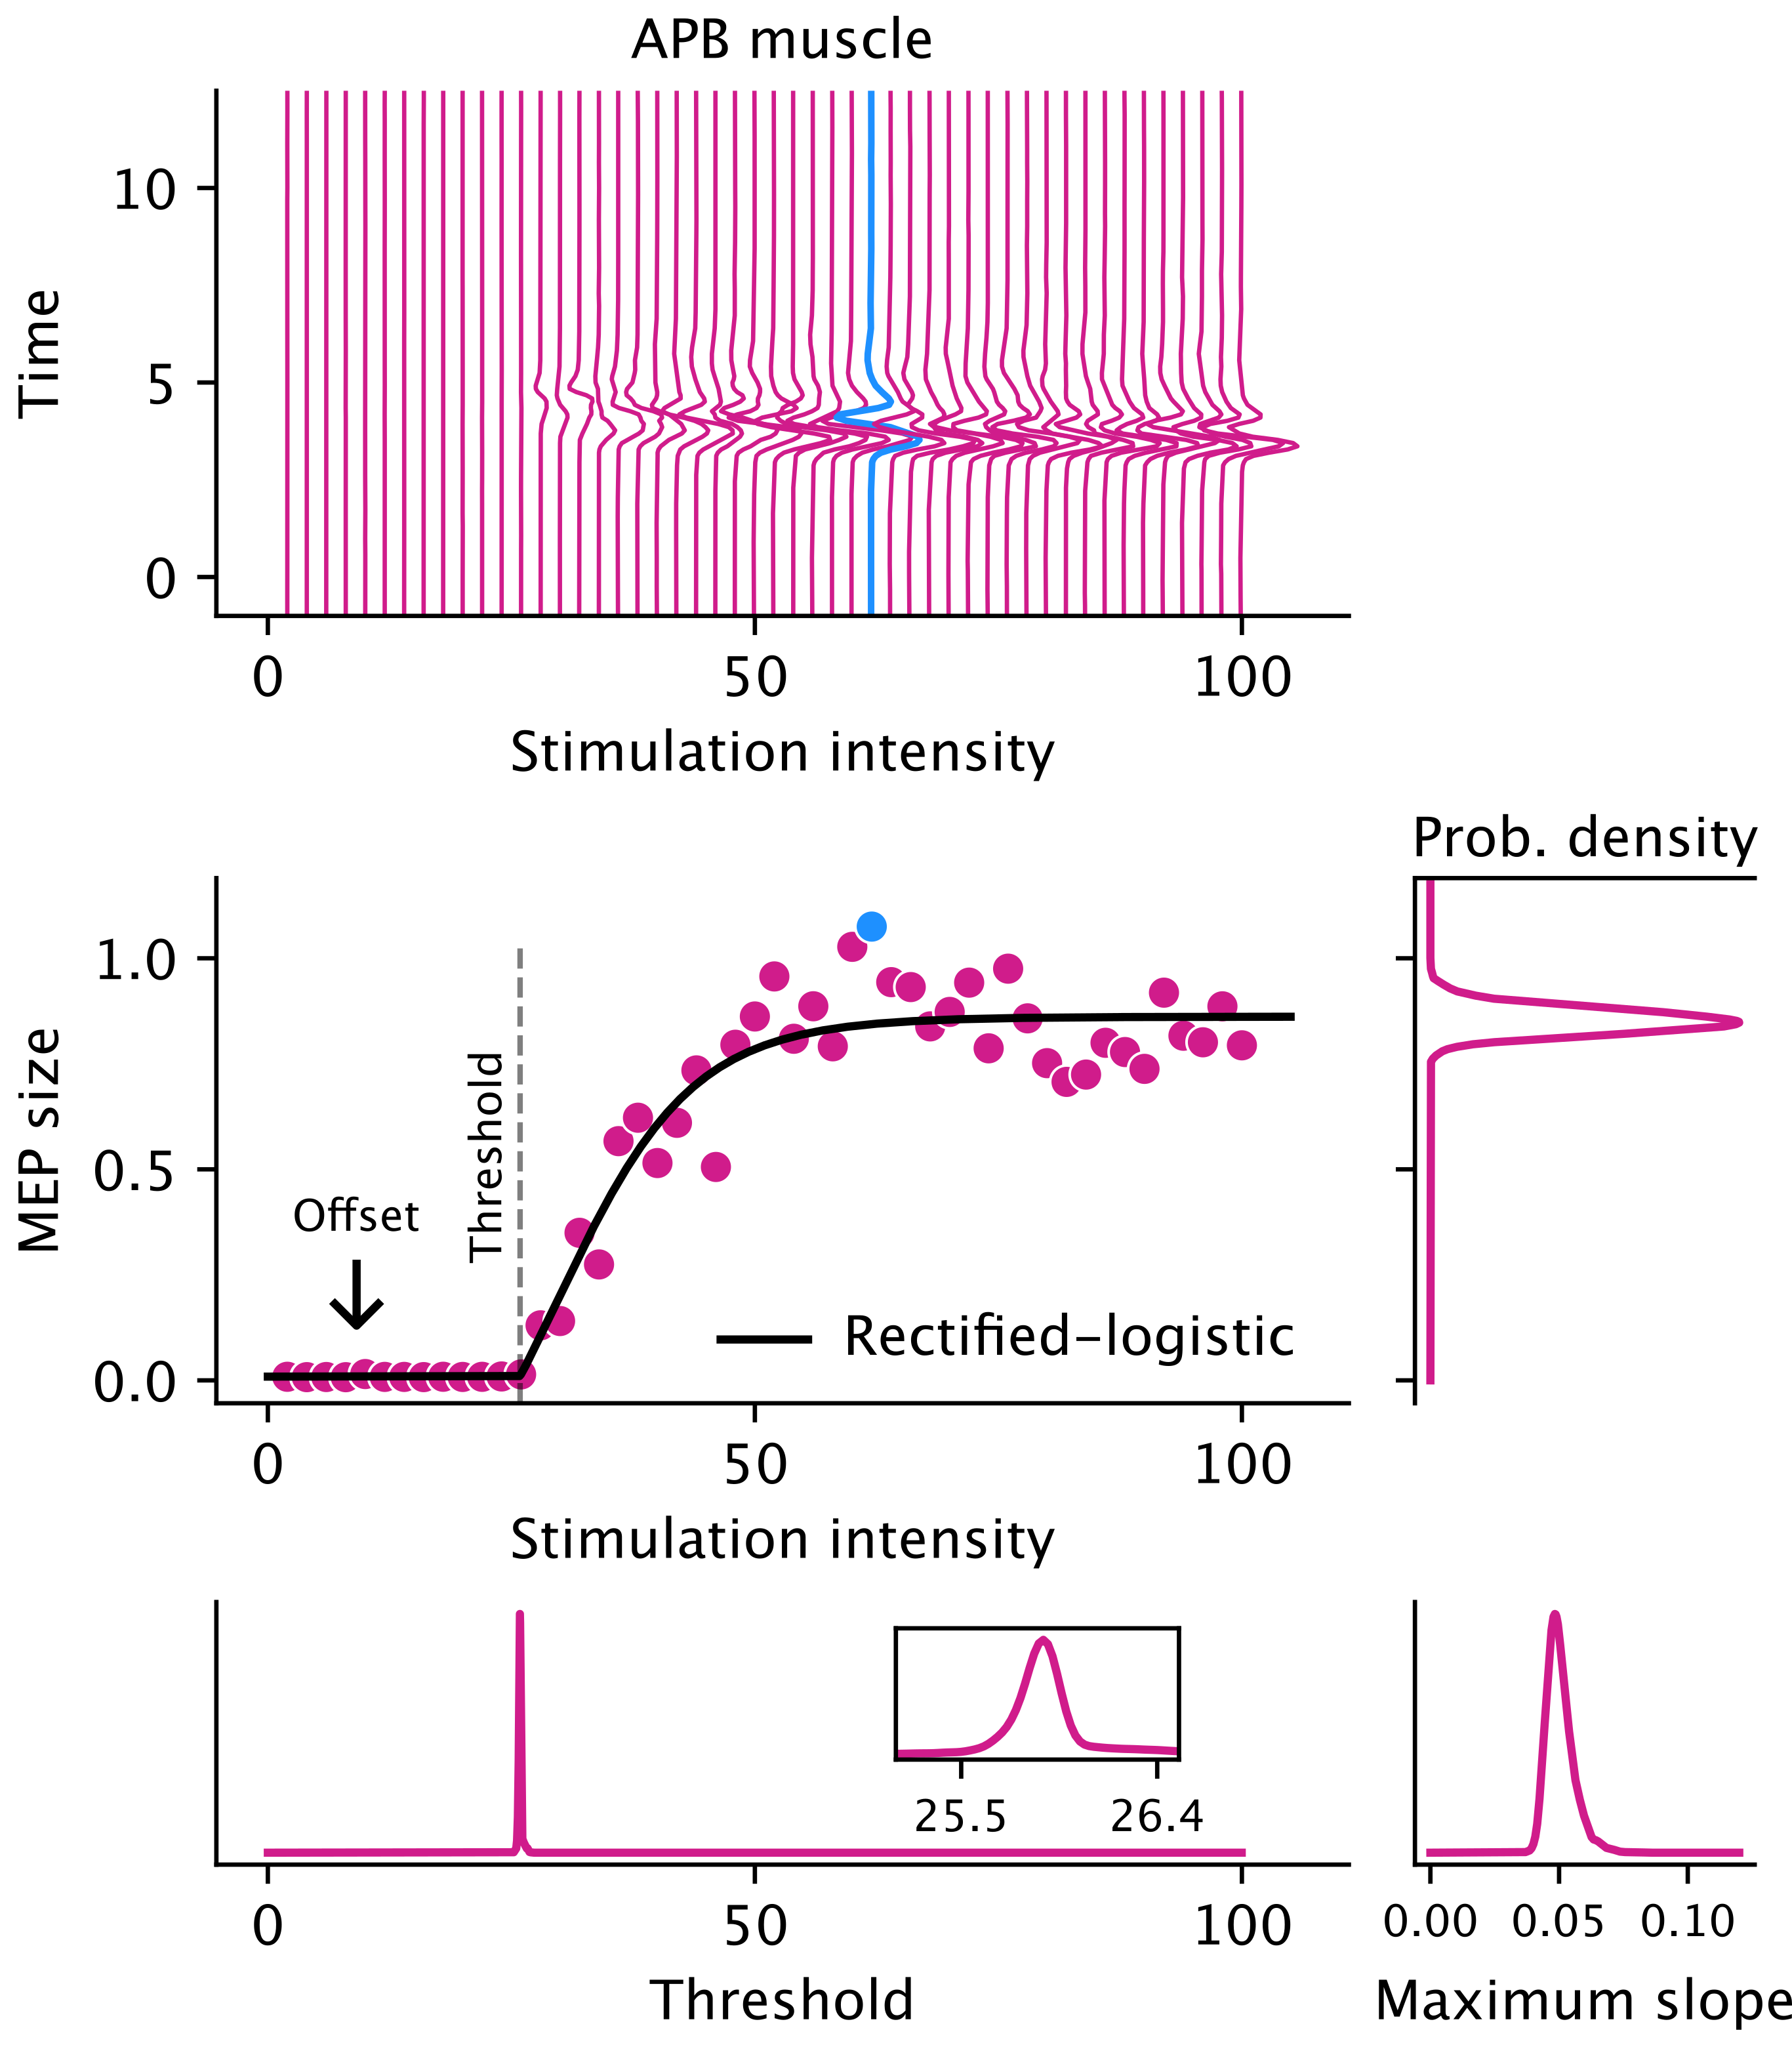 APB muscle
10
5
0
Time
0 50 100
Stimulation intensity
Prob. density
1.0
0.5
0.0
MEP size
Offset
Threshold
Rectified–logistic
0 50 100
Stimulation intensity
25.5 26.4
0 50 100
Threshold
0.00 0.05 0.10
Maximum slope